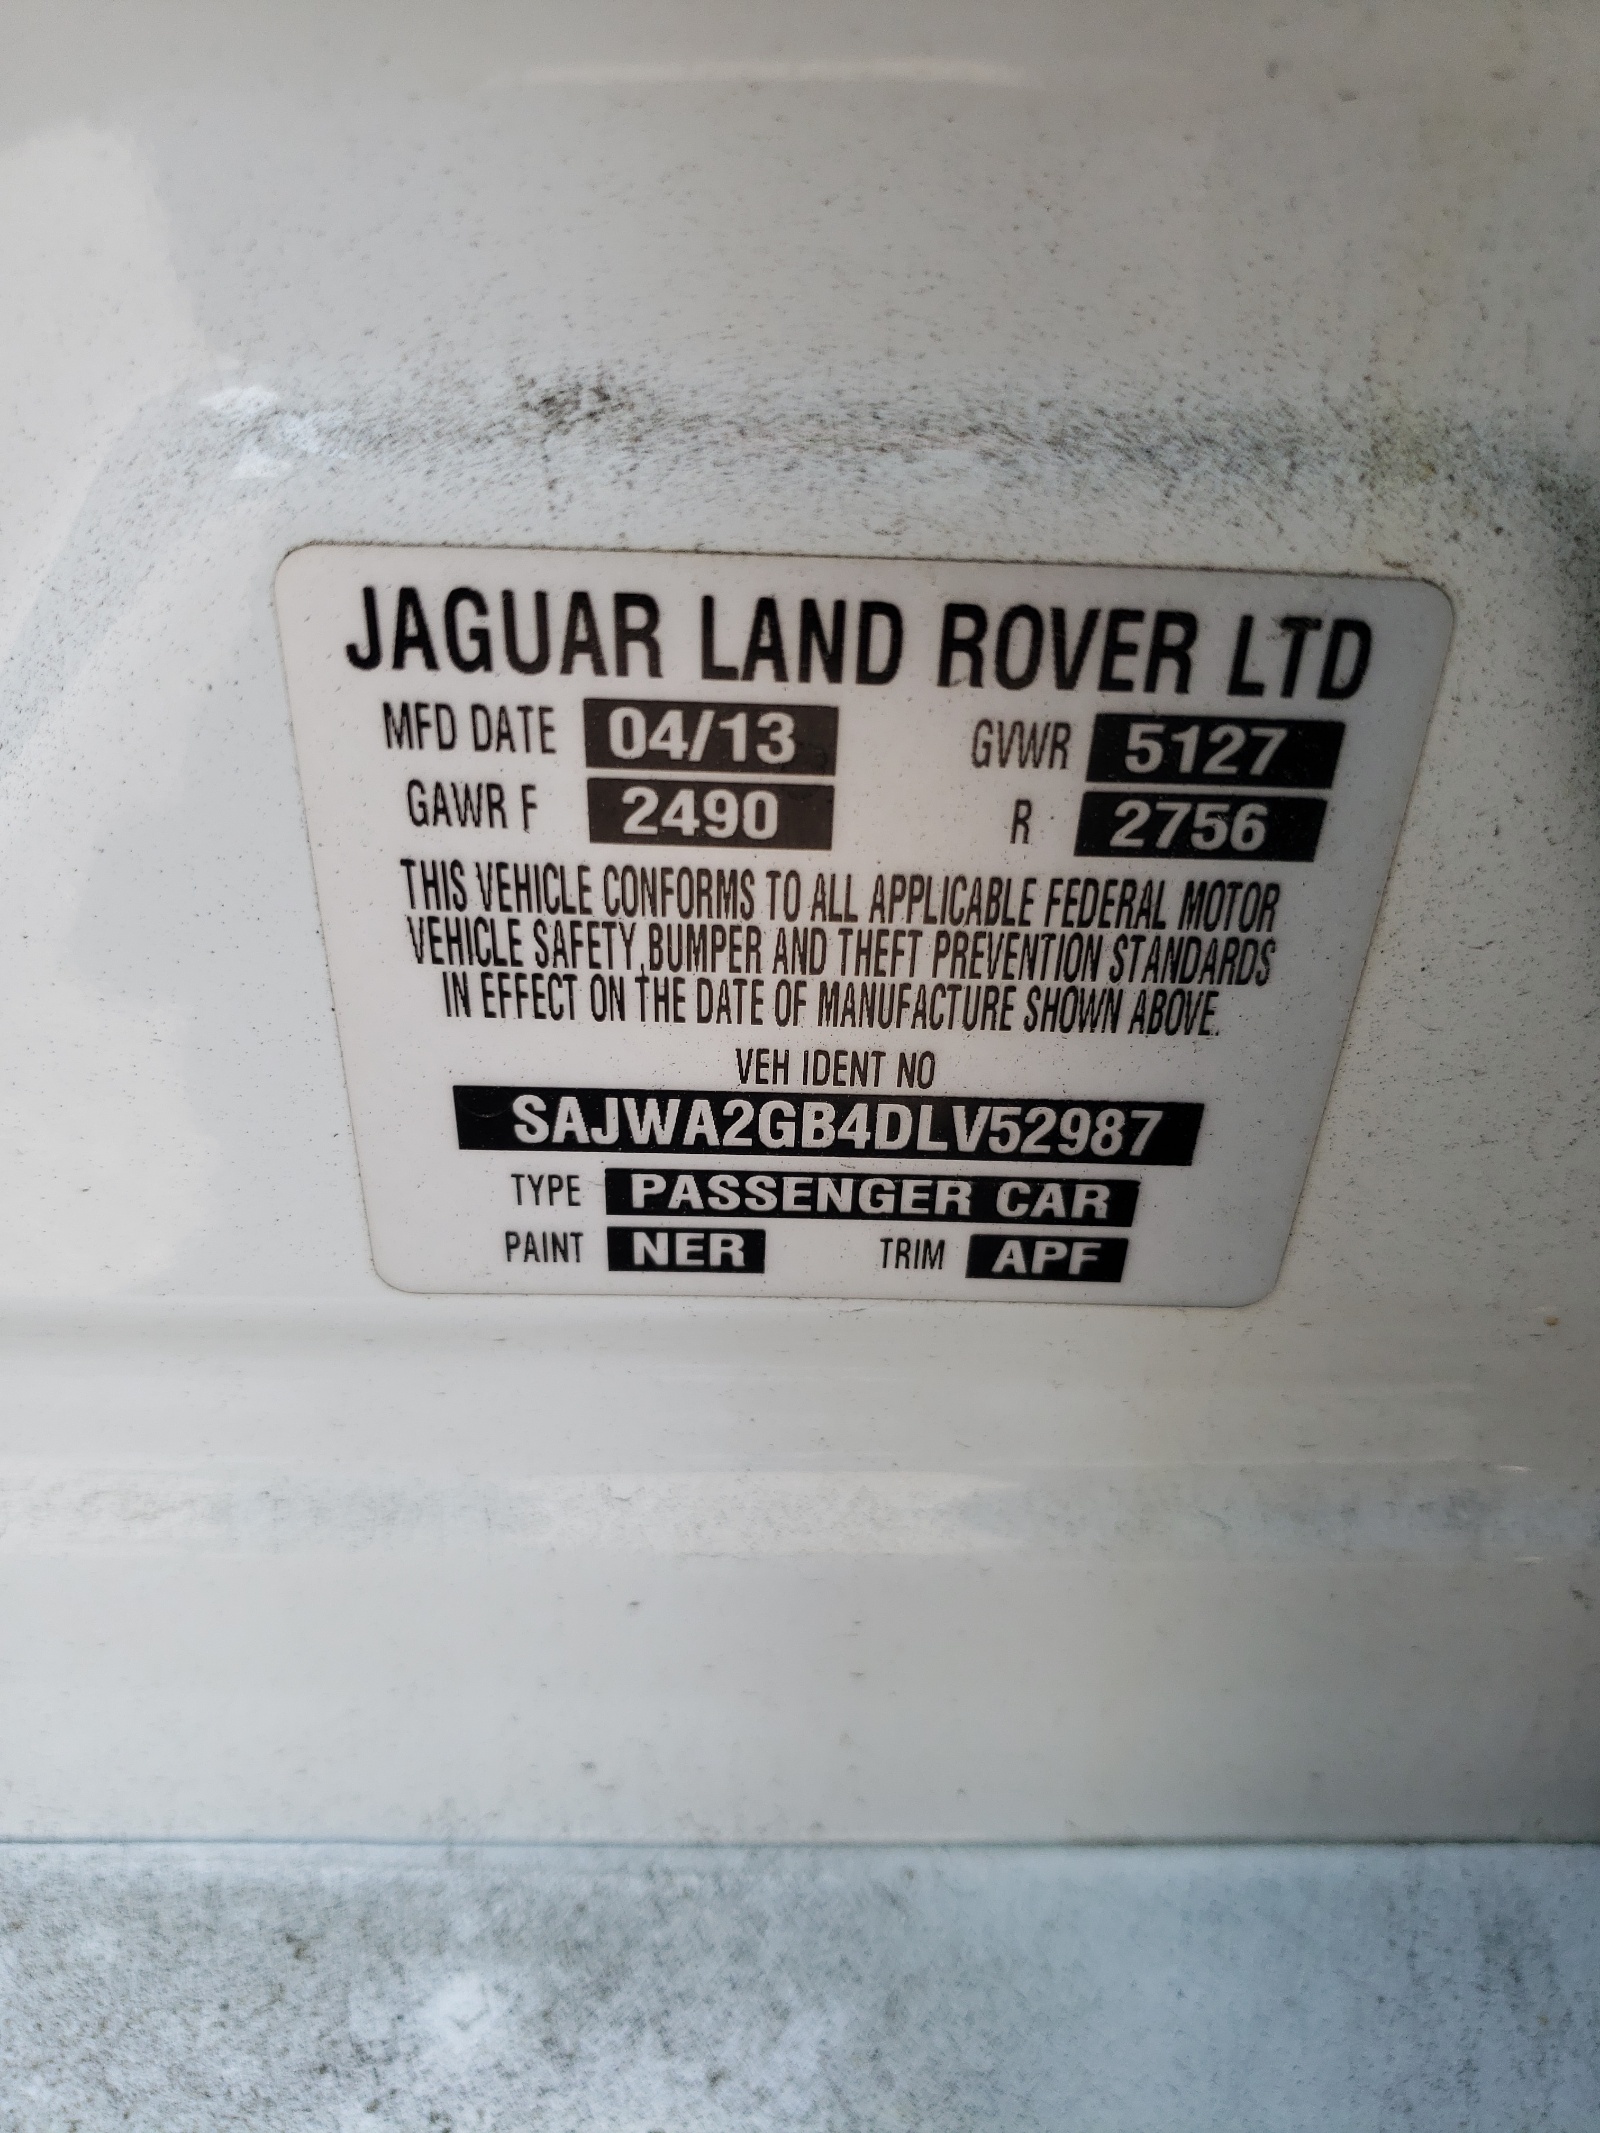 JAGUAR LAND ROVER LTD
MFD DATE 04/13 GVWR 5127
GAWR F 2490 R 2756
THIS VEHICLE CONFORMS TO ALL APPLICABLE FEDERAL MOTOR
VEHICLE SAFETY, BUMPER AND THEFT PREVENTION STANDARDS
IN EFFECT ON THE DATE OF MANUFACTURE SHOWN ABOVE.
VEH IDENT NO
SAJWA2GB4DLV52987
TYPE PASSENGER CAR
PAINT NER TRIM APF